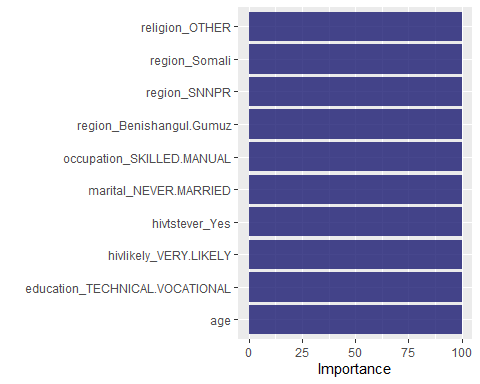 religion_OTHER
region_Somali
region_SNNPR
region_Benishangul.Gumuz
occupation_SKILLED.MANUAL
marital_NEVER.MARRIED
hivtstever_Yes
hivlikely_VERY.LIKELY
education_TECHNICAL.VOCATIONAL
age
0 25 50 75 100
Importance